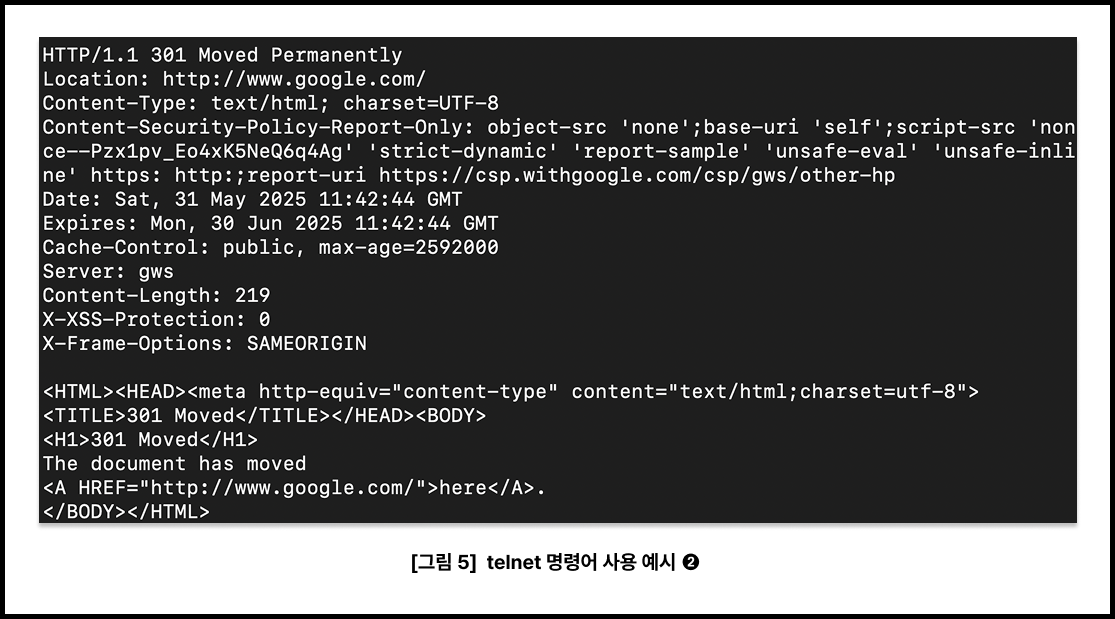 HTTP/1.1 301 Moved Permanently
Location: http://www.google.com/
Content-Type: text/html; charset=UTF-8
Content-Security-Policy-Report-Only: object-src 'none';base-uri 'self';script-src 'non
ce--Pzx1pv_Eo4xK5NeQ6q4Ag' 'strict-dynamic' 'report-sample' 'unsafe-eval' 'unsafe-inli
ne' https: http:;report-uri https://csp.withgoogle.com/csp/gws/other-hp
Date: Sat, 31 May 2025 11:42:44 GMT
Expires: Mon, 30 Jun 2025 11:42:44 GMT
Cache-Control: public, max-age=2592000
Server: gws
Content-Length: 219
X-XSS-Protection: 0
X-Frame-Options: SAMEORIGIN
<HTML><HEAD><meta http-equiv="content-type" content="text/html;charset=utf-8">
<TITLE>301 Moved</TITLE></HEAD><BODY>
<H1>301 Moved</H1>
The document has moved
<A HREF="http://www.google.com/">here</A>.
</BODY></HTML>
[그림 5] telnet 명령어 사용 예시 ❷